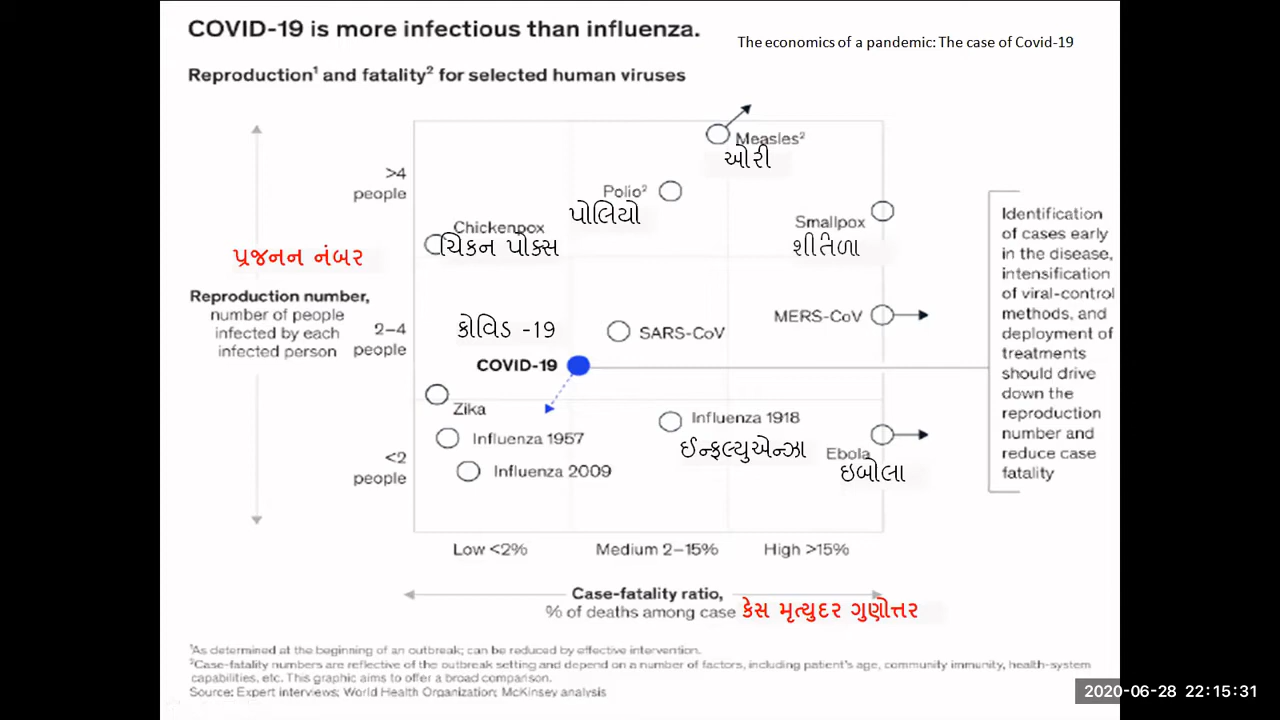 COVID-19 is more infectious than influenza.
The economics of a pandemic: The case of Covid-19
Reproduction¹ and fatality² for selected human viruses
Measles²
ઓરી
>4
people
Polio²
પોલિયો
Smallpox
શીતળા
Chickenpox
ચિકન પોક્સ
પ્રજનન નંબર
Reproduction number,
number of people
infected by each
infected person
2–4
people
કોવિડ -19
COVID-19
SARS-CoV
MERS-CoV
Zika
Influenza 1957
Influenza 2009
Influenza 1918
ઈન્ફલ્યુએન્ઝા
Ebola
ઇબોલા
<2
people
Identification
of cases early
in the disease,
intensification
of viral-control
methods, and
deployment of
treatments
should drive
down the
reproduction
number and
reduce case
fatality
Low <2%
Medium 2–15%
High >15%
Case-fatality ratio,
% of deaths among case
કેસ મૃત્યુદર ગુણોત્તર
¹As determined at the beginning of an outbreak; can be reduced by effective intervention.
²Case-fatality numbers are reflective of the outbreak setting and depend on a number of factors, including patient's age, community immunity, health-system
capabilities, etc. This graphic aims to offer a broad comparison.
Source: Expert interviews; World Health Organization; McKinsey analysis
2020-06-28 22:15:31